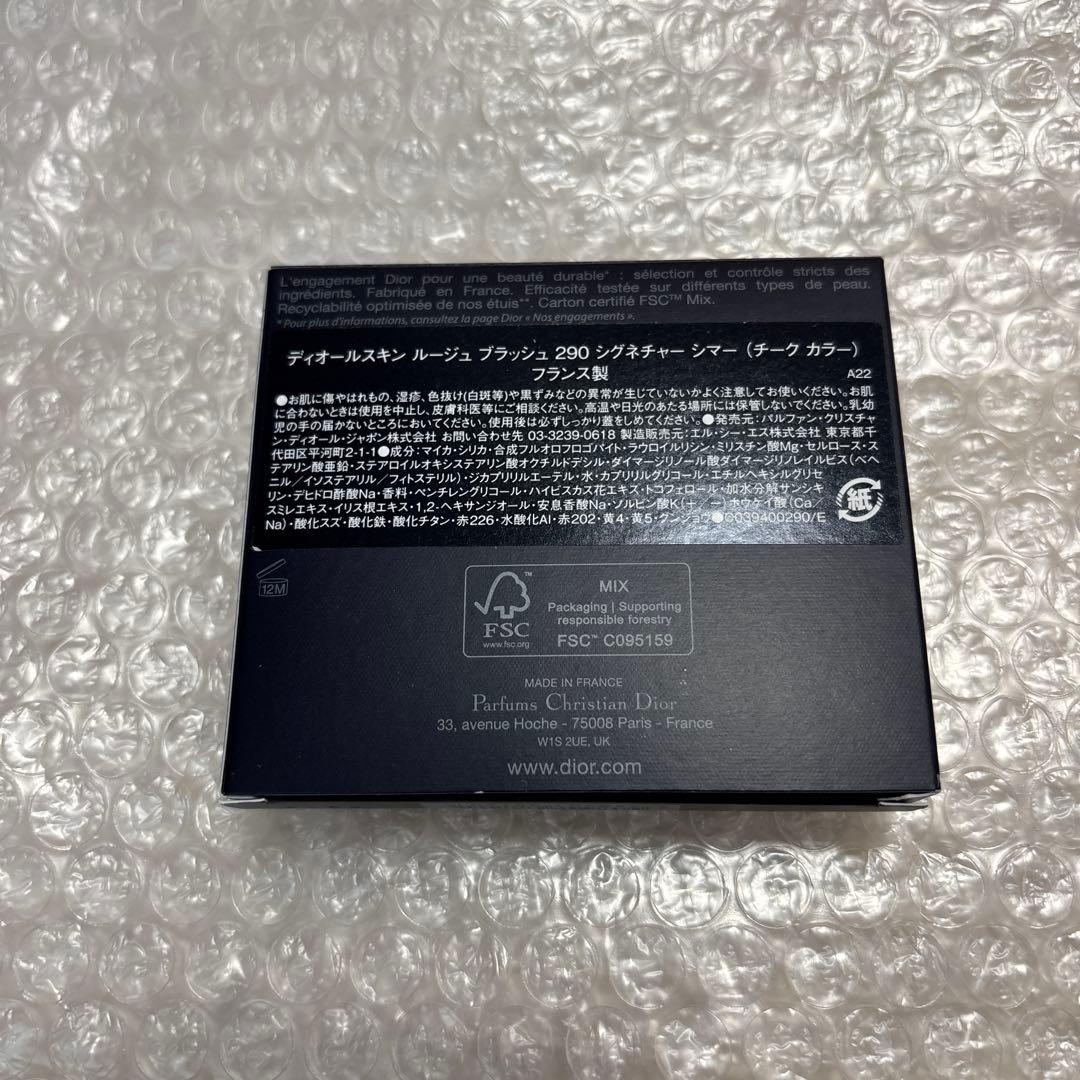 L'engagement Dior pour une beauté durable* : sélection et contrôle stricts des
ingrédients. Fabriqué en France. Efficacité testée sur différents types de peau.
Recyclabilité optimisée de nos étuis**. Carton certifié FSC™ Mix.
*Pour plus d'informations, consultez la page Dior « Nos engagements ».
ディオールスキン ルージュ ブラッシュ 290 シグネチャー シマー（チーク カラー）
フランス製
A22
●お肌に傷やはれもの、湿疹、色抜け(白斑等)や黒ずみなどの異常が生じていないかよく注意してお使いください。お肌
に合わないときは使用を中止し、皮膚科医等にご相談ください。高温や日光のあたる場所には保管しないでください。乳幼
児の手の届かないところにおいてください。使用後は必ずしっかり蓋をしめてください。●発売元：パルファン・クリスチャ
ン・ディオール・ジャポン株式会社 お問い合わせ先 03-3239-0618 製造販売元：エル・シー・エス株式会社 東京都千
代田区平河町2-1-1●成分：マイカ・シリカ・合成フルオロフロゴパイト・ラウロイルリシン・ミリスチン酸Mg・セルロース・ス
テアリン酸亜鉛・ステアロイルオキシステアリン酸オクチルドデシル・ダイマージリノール酸ダイマージリノレイルビス(ベヘ
ニル／イソステアリル／フィトステリル)・ジカプリリルエーテル・水・カプリリルグリコール・エチルヘキシルグリセ
リン・デヒドロ酢酸Na・香料・ペンチレングリコール・ハイビスカス花エキス・トコフェロール・加水分解サンシキ
スミレエキス・イリス根エキス・1,2-ヘキサンジオール・安息香酸Na・ソルビン酸K(＋／－)ホウケイ酸(Ca／
Na)・酸化スズ・酸化鉄・酸化チタン・赤226・水酸化Al・赤202・黄4・黄5・グンジョウ●C039400290/E
紙
12M
FSC™
www.fsc.org
MIX
Packaging | Supporting
responsible forestry
FSC™ C095159
MADE IN FRANCE
Parfums Christian Dior
33, avenue Hoche - 75008 Paris - France
W1S 2UE, UK
www.dior.com